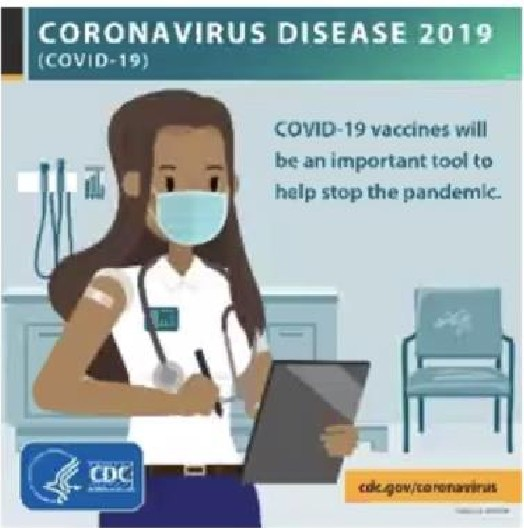 CORONAVIRUS DISEASE 2019
(COVID-19)
COVID-19 vaccines will
be an important tool to
help stop the pandemic.
CDC
cdc.gov/coronavirus